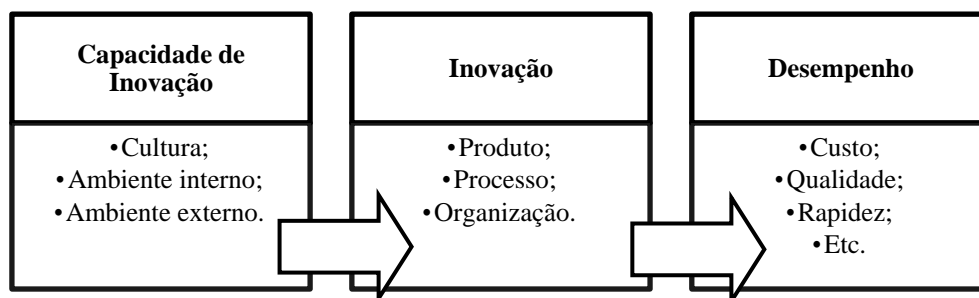 Capacidade de
Inovação
•Cultura;
•Ambiente interno;
•Ambiente externo.
Inovação
•Produto;
•Processo;
•Organização.
Desempenho
•Custo;
•Qualidade;
•Rapidez;
•Etc.